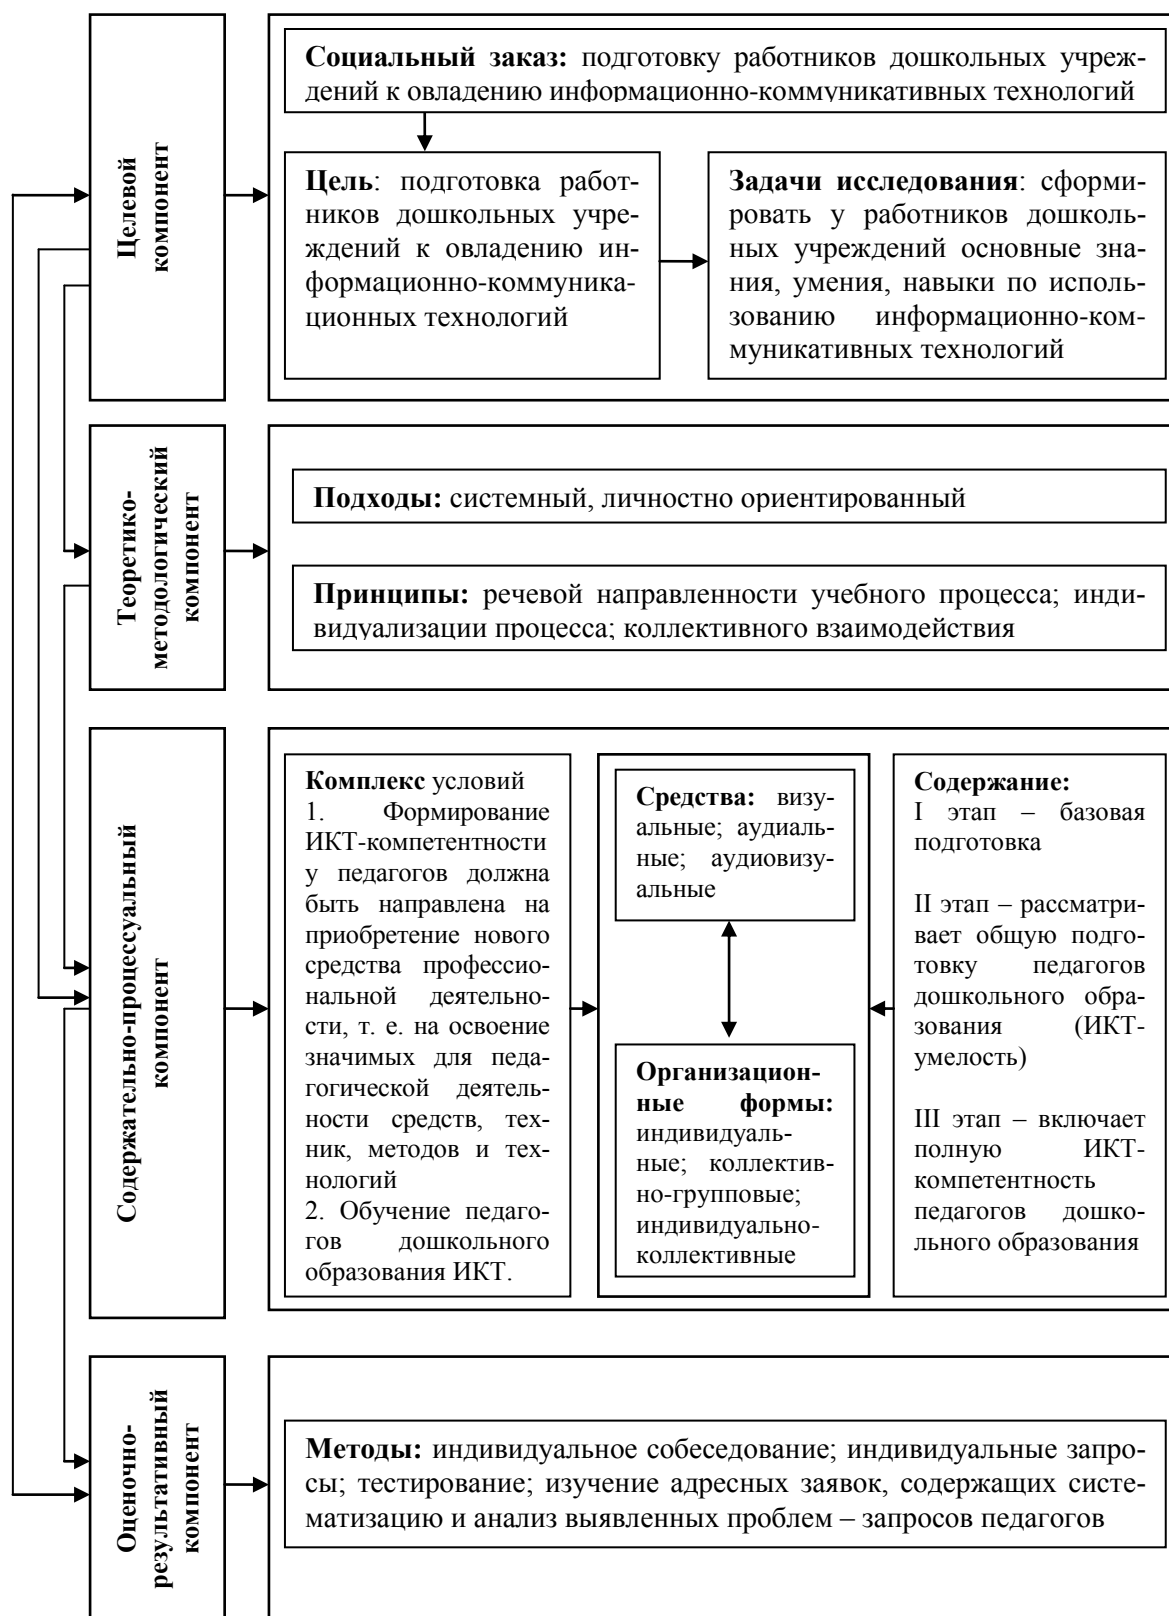 Целевой
компонент
Социальный заказ: подготовку работников дошкольных учреж-
дений к овладению информационно-коммуникативных технологий
Цель: подготовка работ-
ников дошкольных учре-
ждений к овладению ин-
формационно-коммуника-
ционных технологий
Задачи исследования: сформи-
ровать у работников дошколь-
ных учреждений основные зна-
ния, умения, навыки по исполь-
зованию информационно-ком-
муникативных технологий
Теоретико-
методологический
компонент
Подходы: системный, личностно ориентированный
Принципы: речевой направленности учебного процесса; инди-
видуализации процесса; коллективного взаимодействия
Содержательно-процессуальный
компонент
Комплекс условий
1. Формирование
ИКТ-компетентности
у педагогов должна
быть направлена на
приобретение нового
средства профессио-
нальной деятельно-
сти, т. е. на освоение
значимых для педа-
гогической деятель-
ности средств, тех-
ник, методов и тех-
нологий
2. Обучение педаго-
гов дошкольного
образования ИКТ.
Средства: визу-
альные; аудиаль-
ные; аудиовизу-
альные
Организацион-
ные формы:
индивидуаль-
ные; коллектив-
но-групповые;
индивидуально-
коллективные
Содержание:
I этап – базовая
подготовка
II этап – рассматри-
вает общую подго-
товку педагогов
дошкольного обра-
зования (ИКТ-
умелость)
III этап – включает
полную ИКТ-
компетентность
педагогов дошко-
льного образования
Оценочно-
результативный
компонент
Методы: индивидуальное собеседование; индивидуальные запро-
сы; тестирование; изучение адресных заявок, содержащих систе-
матизацию и анализ выявленных проблем – запросов педагогов